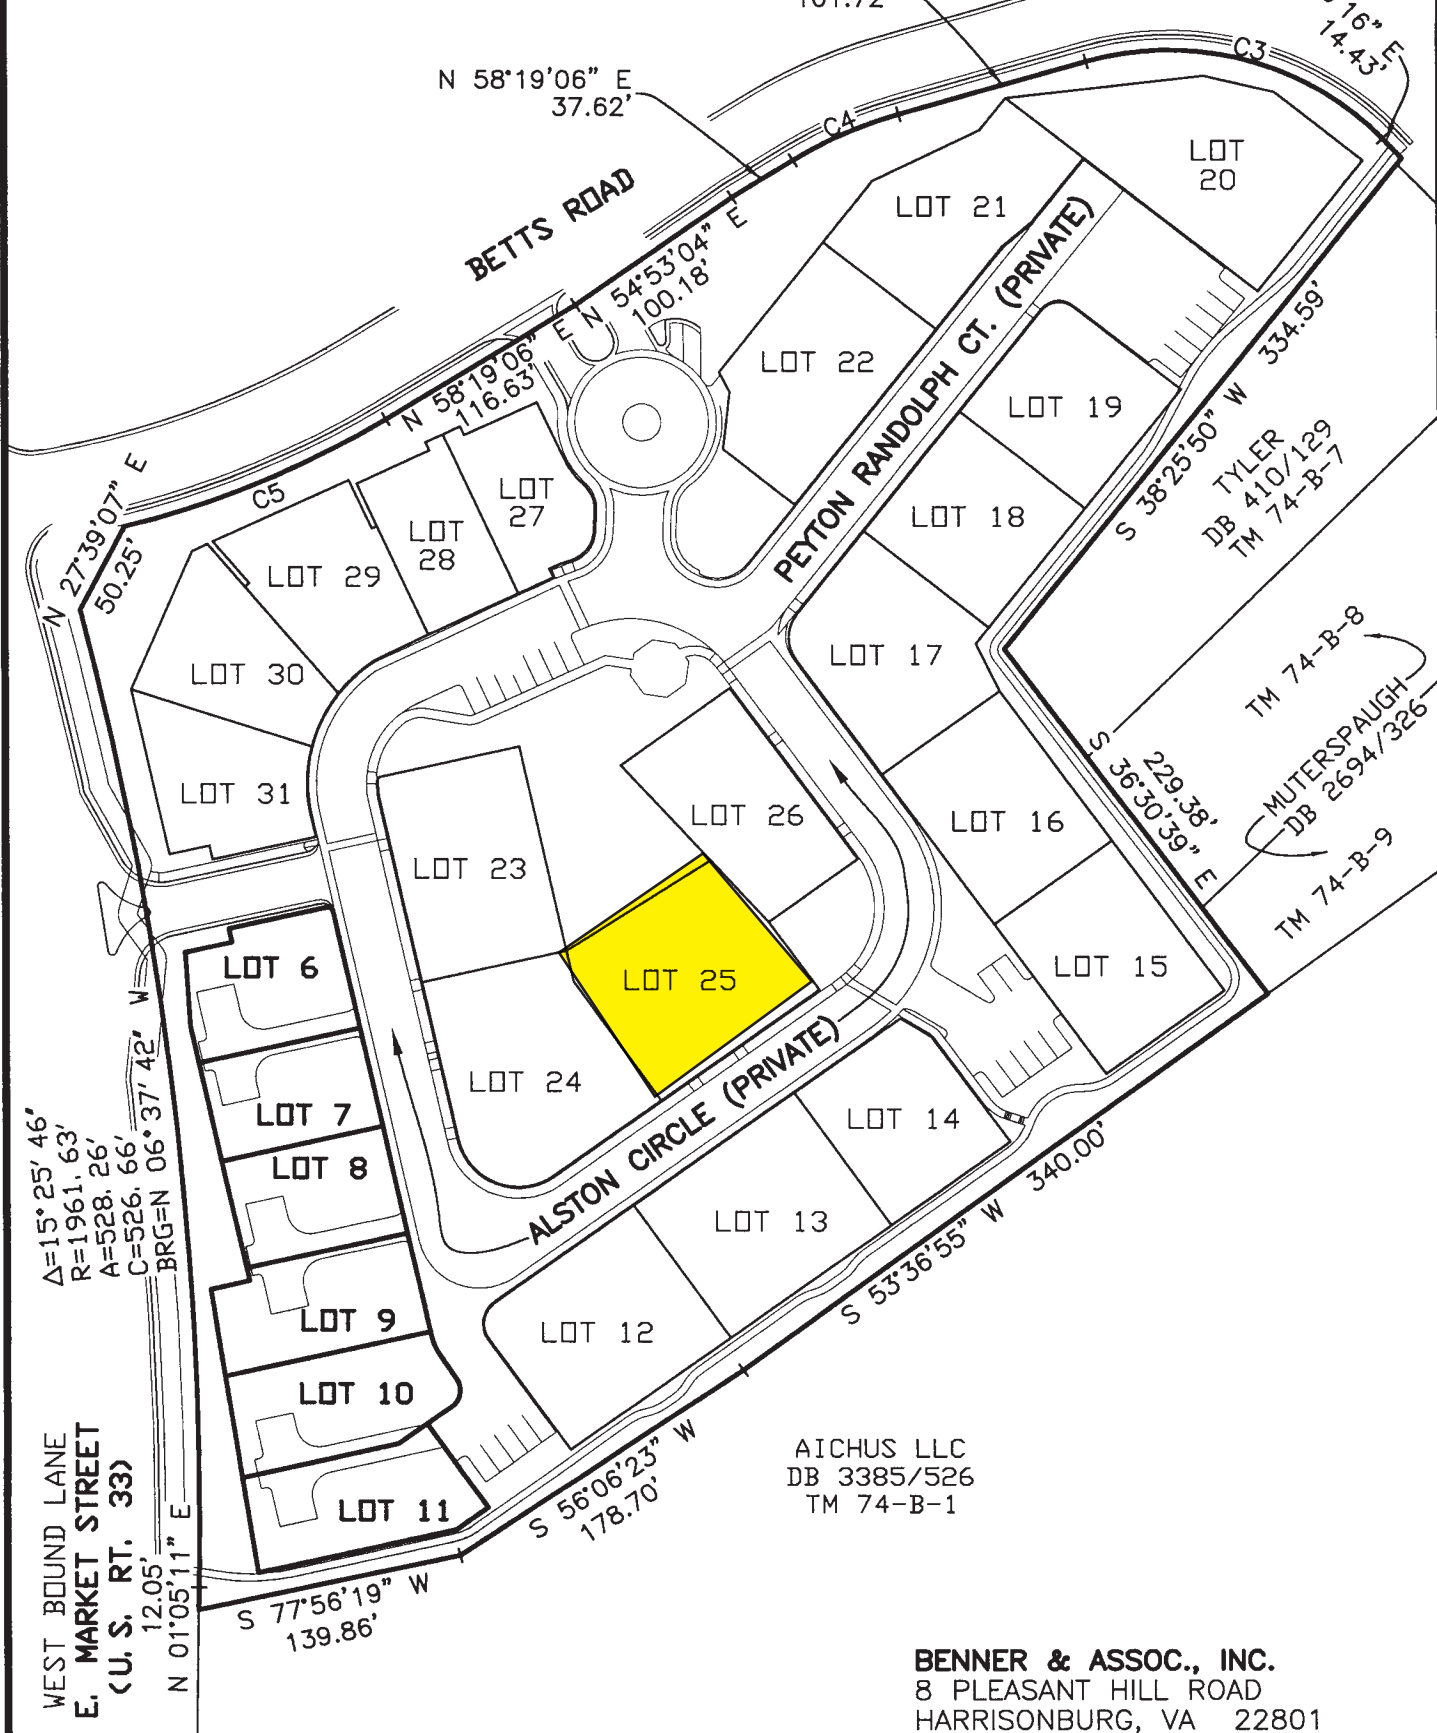 N 58°19'06" E
37.62'
16" E
14.43'
C3
C4
LOT
20
LOT 21
BETTS ROAD
N 54°53'04" E
100.18'
PEYTON RANDOLPH CT. (PRIVATE)
334.59'
S 38°25'50" W
N 58°19'06" E
116.63'
LOT 22
LOT 19
TYLER
DB 410/129
TM 74-B-7
N 27°39'07" E
50.25'
C5
LOT
27
LOT
28
LOT 18
LOT 29
LOT 30
LOT 17
TM 74-B-8
MUTERSPAUGH
DB 2694/326
TM 74-B-9
229.38'
S 36°30'39" E
LOT 31
LOT 26
LOT 16
LOT 23
LOT 6
LOT 25
LOT 15
LOT 24
LOT 7
LOT 14
ALSTON CIRCLE (PRIVATE)
LOT 8
340.00'
S 53°36'55" W
LOT 13
Δ=15°25'46"
R=1961.63'
A=528.26'
C=526.66'
BRG=N 06°37'42" W
LOT 9
LOT 12
LOT 10
LOT 11
S 56°06'23" W
178.70'
AICHUS LLC
DB 3385/526
TM 74-B-1
WEST BOUND LANE
E. MARKET STREET
(U. S. RT. 33)
12.05'
N 01°05'11" E
S 77°56'19" W
139.86'
BENNER & ASSOC., INC.
8 PLEASANT HILL ROAD
HARRISONBURG, VA 22801